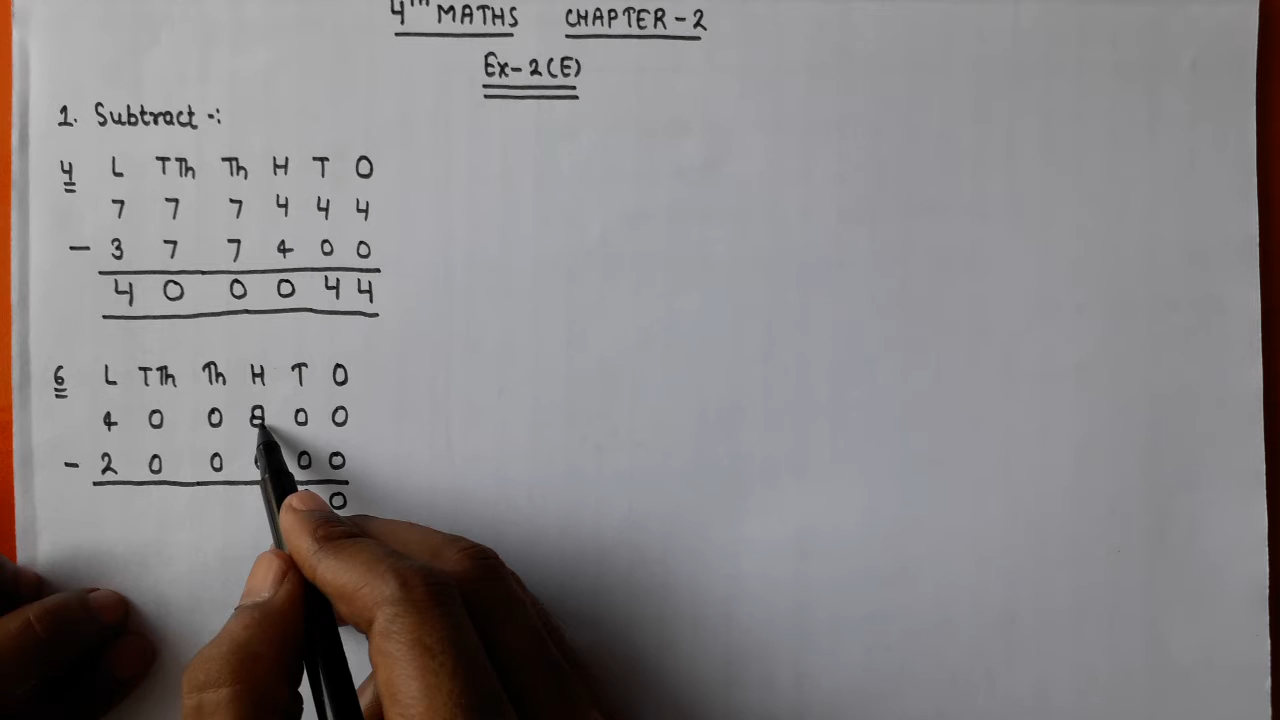 4th MATHS CHAPTER-2
Ex-2(E)
1. Subtract -:
4 L T Th Th H T O
7 7 7 4 4 4
- 3 7 7 4 0 0
4 0 0 0 4 4
6 L T Th Th H T O
4 0 0 8 0 0
- 2 0 0 0 0
0